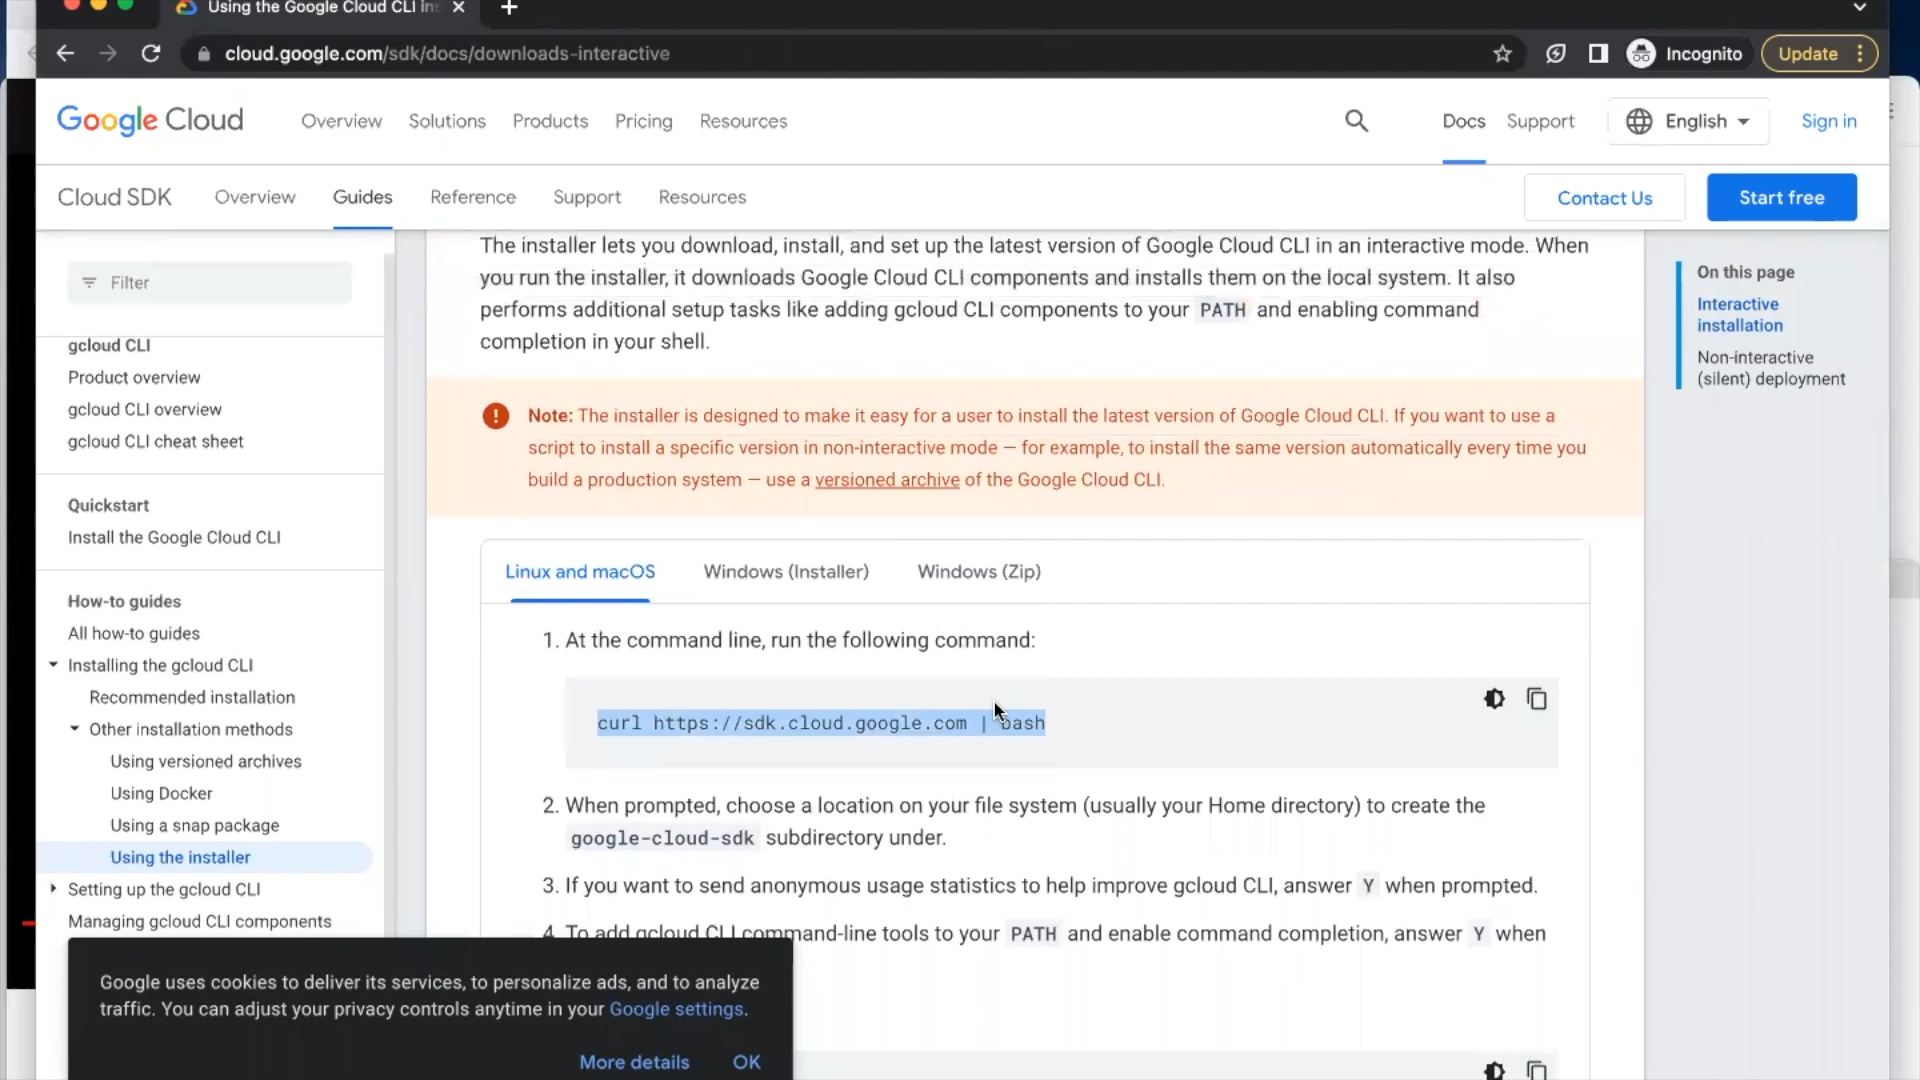 Using the Google Cloud CLI ins
cloud.google.com/sdk/docs/downloads-interactive
Incognito
Update
Google Cloud
Overview
Solutions
Products
Pricing
Resources
Docs
Support
English
Sign in
Cloud SDK
Overview
Guides
Reference
Support
Resources
Contact Us
Start free
Filter
gcloud CLI
Product overview
gcloud CLI overview
gcloud CLI cheat sheet
Quickstart
Install the Google Cloud CLI
How-to guides
All how-to guides
Installing the gcloud CLI
Recommended installation
Other installation methods
Using versioned archives
Using Docker
Using a snap package
Using the installer
Setting up the gcloud CLI
Managing gcloud CLI components
The installer lets you download, install, and set up the latest version of Google Cloud CLI in an interactive mode. When
you run the installer, it downloads Google Cloud CLI components and installs them on the local system. It also
performs additional setup tasks like adding gcloud CLI components to your PATH and enabling command
completion in your shell.
Note: The installer is designed to make it easy for a user to install the latest version of Google Cloud CLI. If you want to use a
script to install a specific version in non-interactive mode — for example, to install the same version automatically every time you
build a production system — use a versioned archive of the Google Cloud CLI.
Linux and macOS
Windows (Installer)
Windows (Zip)
1. At the command line, run the following command:
curl https://sdk.cloud.google.com | bash
2. When prompted, choose a location on your file system (usually your Home directory) to create the
google-cloud-sdk subdirectory under.
3. If you want to send anonymous usage statistics to help improve gcloud CLI, answer Y when prompted.
4. To add gcloud CLI command-line tools to your PATH and enable command completion, answer Y when
On this page
Interactive
installation
Non-interactive
(silent) deployment
Google uses cookies to deliver its services, to personalize ads, and to analyze
traffic. You can adjust your privacy controls anytime in your Google settings.
More details
OK